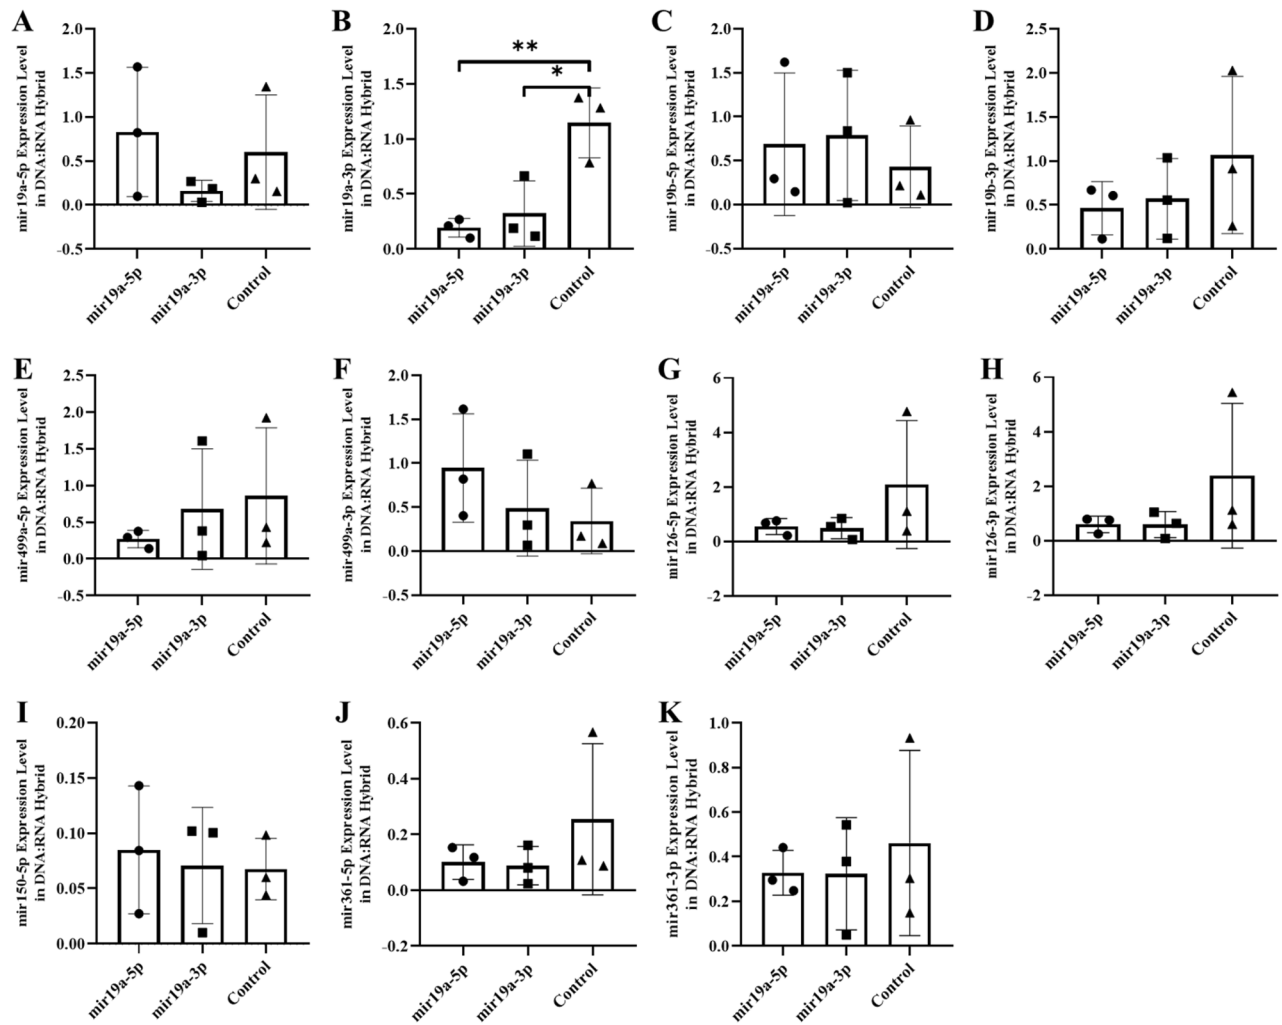 A
mir19a-5p Expression Level
in DNA:RNA Hybrid
2.0
1.5
1.0
0.5
0.0
-0.5
mir19a-5p
mir19a-3p
Control
B
mir19a-3p Expression Level
in DNA:RNA Hybrid
2.0
1.5
1.0
0.5
0.0
**
*
mir19a-5p
mir19a-3p
Control
C
mir19b-5p Expression Level
in DNA:RNA Hybrid
2.0
1.5
1.0
0.5
0.0
-0.5
mir19a-5p
mir19a-3p
Control
D
mir19b-3p Expression Level
in DNA:RNA Hybrid
2.5
2.0
1.5
1.0
0.5
0.0
mir19a-5p
mir19a-3p
Control
E
mir499a-5p Expression Level
in DNA:RNA Hybrid
2.5
2.0
1.5
1.0
0.5
0.0
-0.5
mir19a-5p
mir19a-3p
Control
F
mir499a-3p Expression Level
in DNA:RNA Hybrid
2.0
1.5
1.0
0.5
0.0
-0.5
mir19a-5p
mir19a-3p
Control
G
mir126-5p Expression Level
in DNA:RNA Hybrid
6
4
2
0
-2
mir19a-5p
mir19a-3p
Control
H
mir126-3p Expression Level
in DNA:RNA Hybrid
6
4
2
0
-2
mir19a-5p
mir19a-3p
Control
I
mir150-5p Expression Level
in DNA:RNA Hybrid
0.20
0.15
0.10
0.05
0.00
mir19a-5p
mir19a-3p
Control
J
mir361-5p Expression Level
in DNA:RNA Hybrid
0.6
0.4
0.2
0.0
-0.2
mir19a-5p
mir19a-3p
Control
K
mir361-3p Expression Level
in DNA:RNA Hybrid
1.0
0.8
0.6
0.4
0.2
0.0
mir19a-5p
mir19a-3p
Control